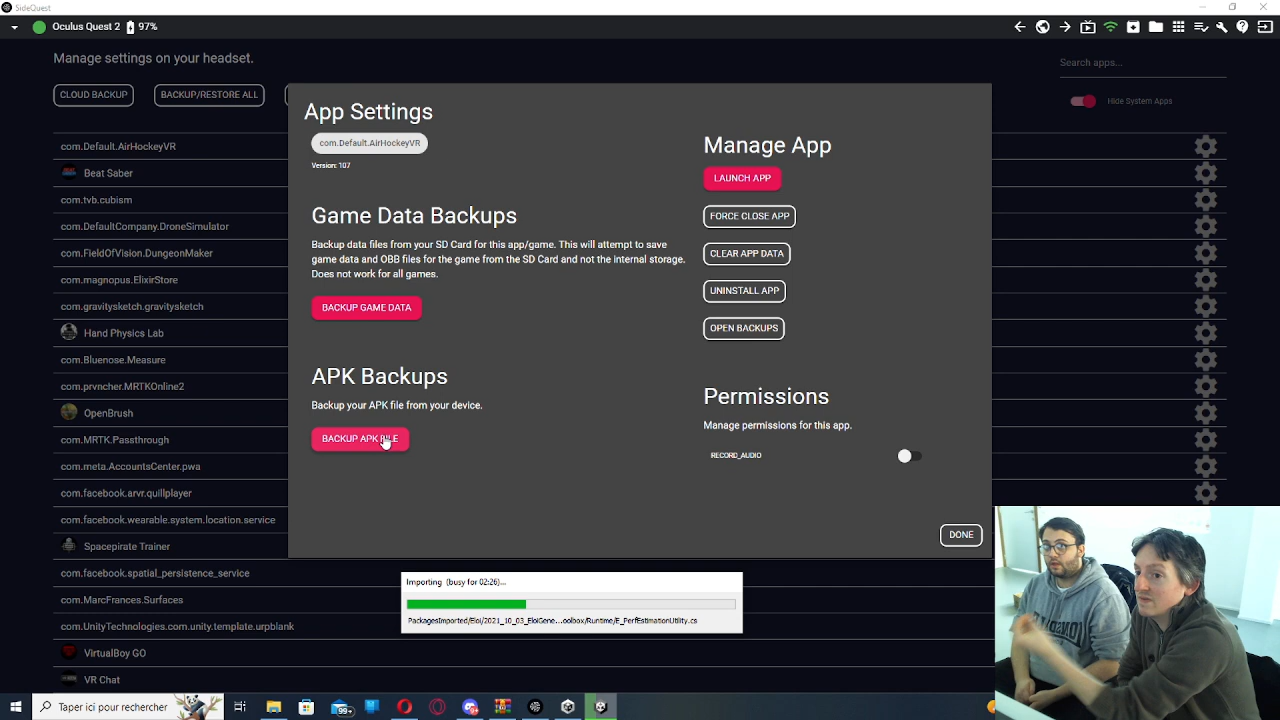 SideQuest
Oculus Quest 2 97%
Manage settings on your headset.
Search apps...
CLOUD BACKUP
BACKUP/RESTORE ALL
Hide System Apps
com.Default.AirHockeyVR
Beat Saber
com.tvb.cubism
com.DefaultCompany.DroneSimulator
com.FieldOfVision.DungeonMaker
com.magnopus.ElixirStore
com.gravitysketch.gravitysketch
Hand Physics Lab
com.Bluenose.Measure
com.prvncher.MRTKOnline2
OpenBrush
com.MRTK.Passthrough
com.meta.AccountsCenter.pwa
com.facebook.arvr.quillplayer
com.facebook.wearable.system.location.service
Spacepirate Trainer
com.facebook.spatial_persistence_service
com.MarcFrances.Surfaces
com.UnityTechnologies.com.unity.template.urpblank
VirtualBoy GO
VR Chat
App Settings
com.Default.AirHockeyVR
Version: 107
Game Data Backups
Backup data files from your SD Card for this app/game. This will attempt to save
game data and OBB files for the game from the SD Card and not the internal storage.
Does not work for all games.
BACKUP GAME DATA
APK Backups
Backup your APK file from your device.
BACKUP APK FILE
Manage App
LAUNCH APP
FORCE CLOSE APP
CLEAR APP DATA
UNINSTALL APP
OPEN BACKUPS
Permissions
Manage permissions for this app.
RECORD_AUDIO
DONE
Importing (busy for 02:26)...
PackagesImported/Eloi/2021_10_03_EloiGene...oolbox/Runtime/E_PerfEstimationUtility.cs
Taper ici pour rechercher
99+